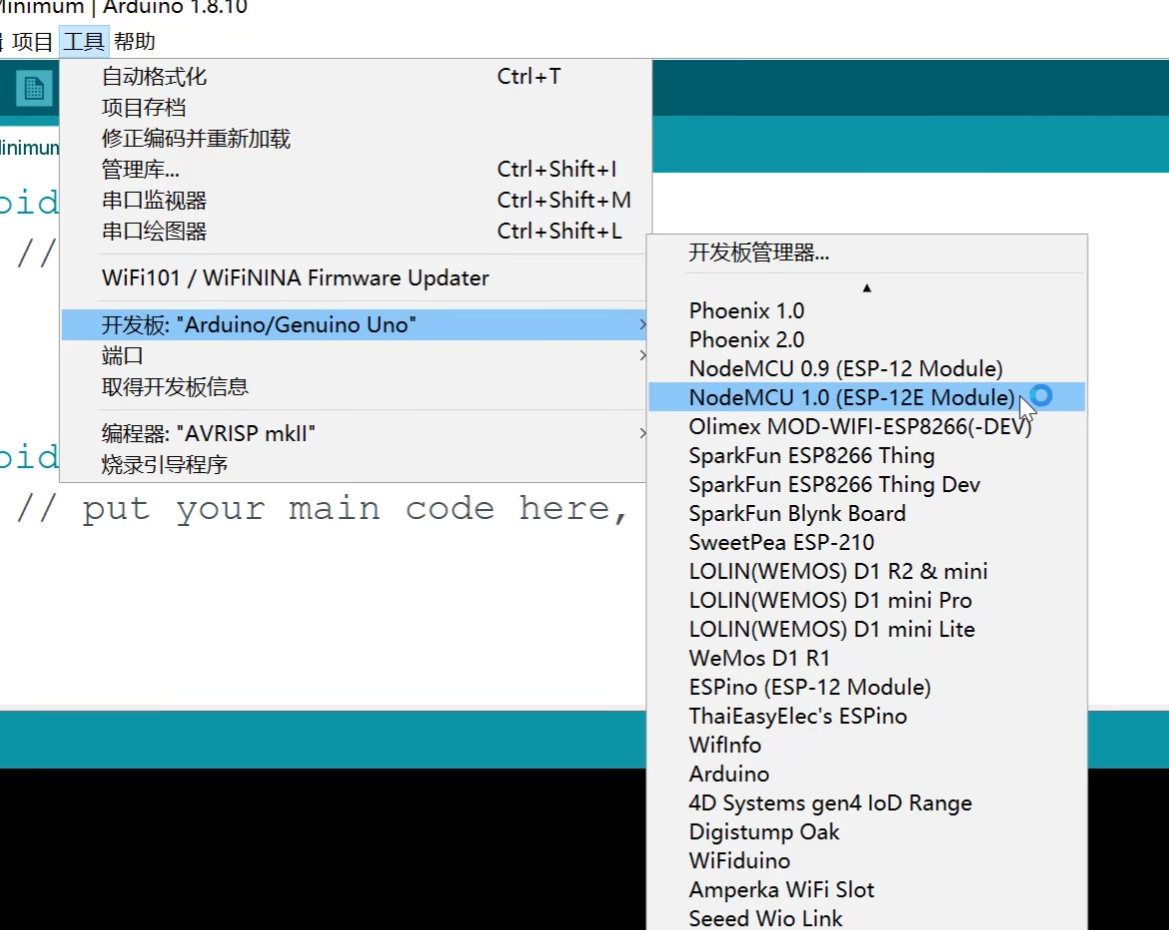 Minimum | Arduino 1.8.10
项目 工具 帮助
自动格式化 Ctrl+T
项目存档
修正编码并重新加载
管理库... Ctrl+Shift+I
串口监视器 Ctrl+Shift+M
串口绘图器 Ctrl+Shift+L
WiFi101 / WiFiNINA Firmware Updater
开发板: "Arduino/Genuino Uno"
端口
取得开发板信息
编程器: "AVRISP mkII"
烧录引导程序
inimum
oid
//
oid
// put your main code here,
开发板管理器...
Phoenix 1.0
Phoenix 2.0
NodeMCU 0.9 (ESP-12 Module)
NodeMCU 1.0 (ESP-12E Module)
Olimex MOD-WIFI-ESP8266(-DEV)
SparkFun ESP8266 Thing
SparkFun ESP8266 Thing Dev
SparkFun Blynk Board
SweetPea ESP-210
LOLIN(WEMOS) D1 R2 & mini
LOLIN(WEMOS) D1 mini Pro
LOLIN(WEMOS) D1 mini Lite
WeMos D1 R1
ESPino (ESP-12 Module)
ThaiEasyElec's ESPino
WifInfo
Arduino
4D Systems gen4 IoD Range
Digistump Oak
WiFiduino
Amperka WiFi Slot
Seeed Wio Link